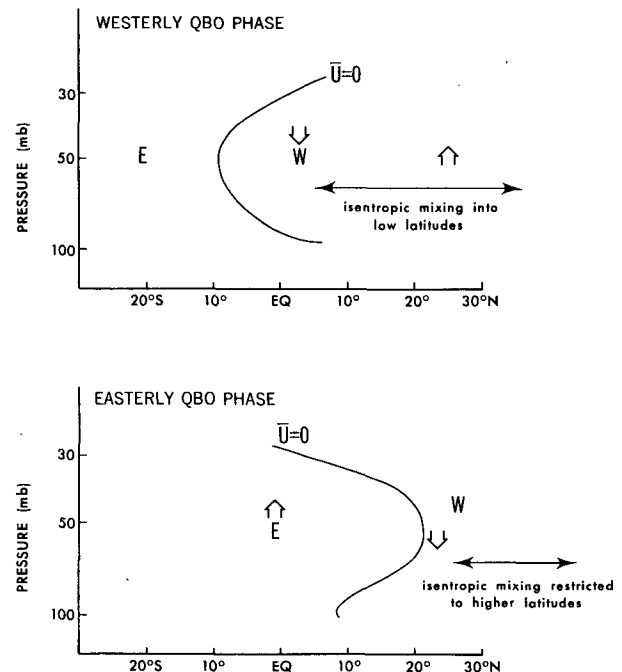 WESTERLY QBO PHASE
U̅=0
30
50
100
PRESSURE (mb)
E
W
isentropic mixing into
low latitudes
20°S 10° EQ 10° 20° 30°N
EASTERLY QBO PHASE
U̅=0
30
50
100
PRESSURE (mb)
W
E
isentropic mixing restricted
to higher latitudes
20°S 10° EQ 10° 20° 30°N